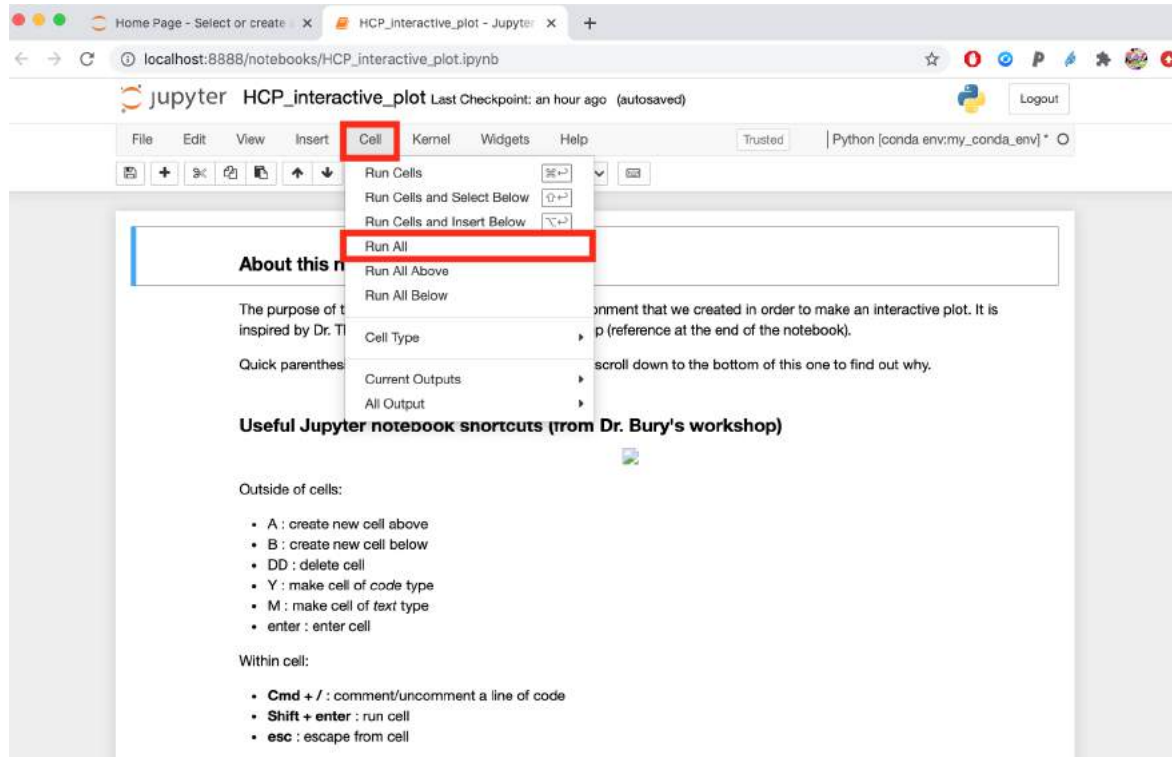 Home Page - Select or create a
HCP_interactive_plot - Jupyter
localhost:8888/notebooks/HCP_interactive_plot.ipynb
jupyter HCP_interactive_plot Last Checkpoint: an hour ago (autosaved)
Logout
File Edit View Insert Cell Kernel Widgets Help
Trusted
Python [conda env:my_conda_env] *
Run Cells ⌘↩
Run Cells and Select Below ⇧↩
Run Cells and Insert Below ⌥↩
Run All
Run All Above
Run All Below
Cell Type
Current Outputs
All Output
About this n
The purpose of t onment that we created in order to make an interactive plot. It is
inspired by Dr. T p (reference at the end of the notebook).
Quick parenthes scroll down to the bottom of this one to find out why.
Useful Jupyter notebook shortcuts (from Dr. Bury's workshop)
Outside of cells:
• A : create new cell above
• B : create new cell below
• DD : delete cell
• Y : make cell of code type
• M : make cell of text type
• enter : enter cell
Within cell:
• Cmd + / : comment/uncomment a line of code
• Shift + enter : run cell
• esc : escape from cell